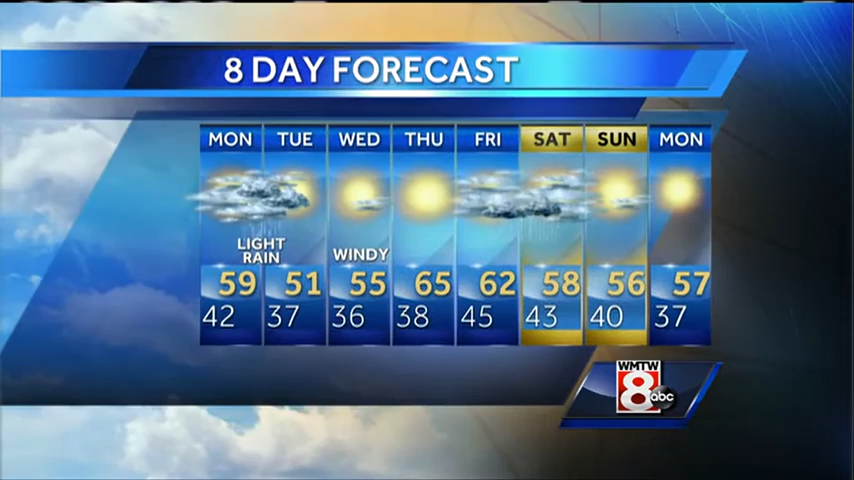 8 DAY FORECAST
MON TUE WED THU FRI SAT SUN MON
LIGHT
RAIN
WINDY
59 51 55 65 62 58 56 57
42 37 36 38 45 43 40 37
WMTW
8 abc